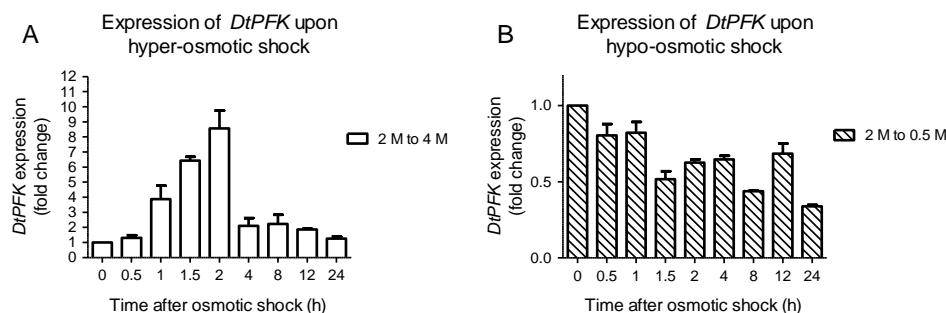 A
Expression of DtPFK upon
hyper-osmotic shock
DtPFK expression
(fold change)
12
11
10
9
8
7
6
5
4
3
2
1
0 0.5 1 1.5 2 4 8 12 24
Time after osmotic shock (h)
2 M to 4 M
B
Expression of DtPFK upon
hypo-osmotic shock
DtPFK expression
(fold change)
1.0
0.5
0.0
0 0.5 1 1.5 2 4 8 12 24
Time after osmotic shock (h)
2 M to 0.5 M